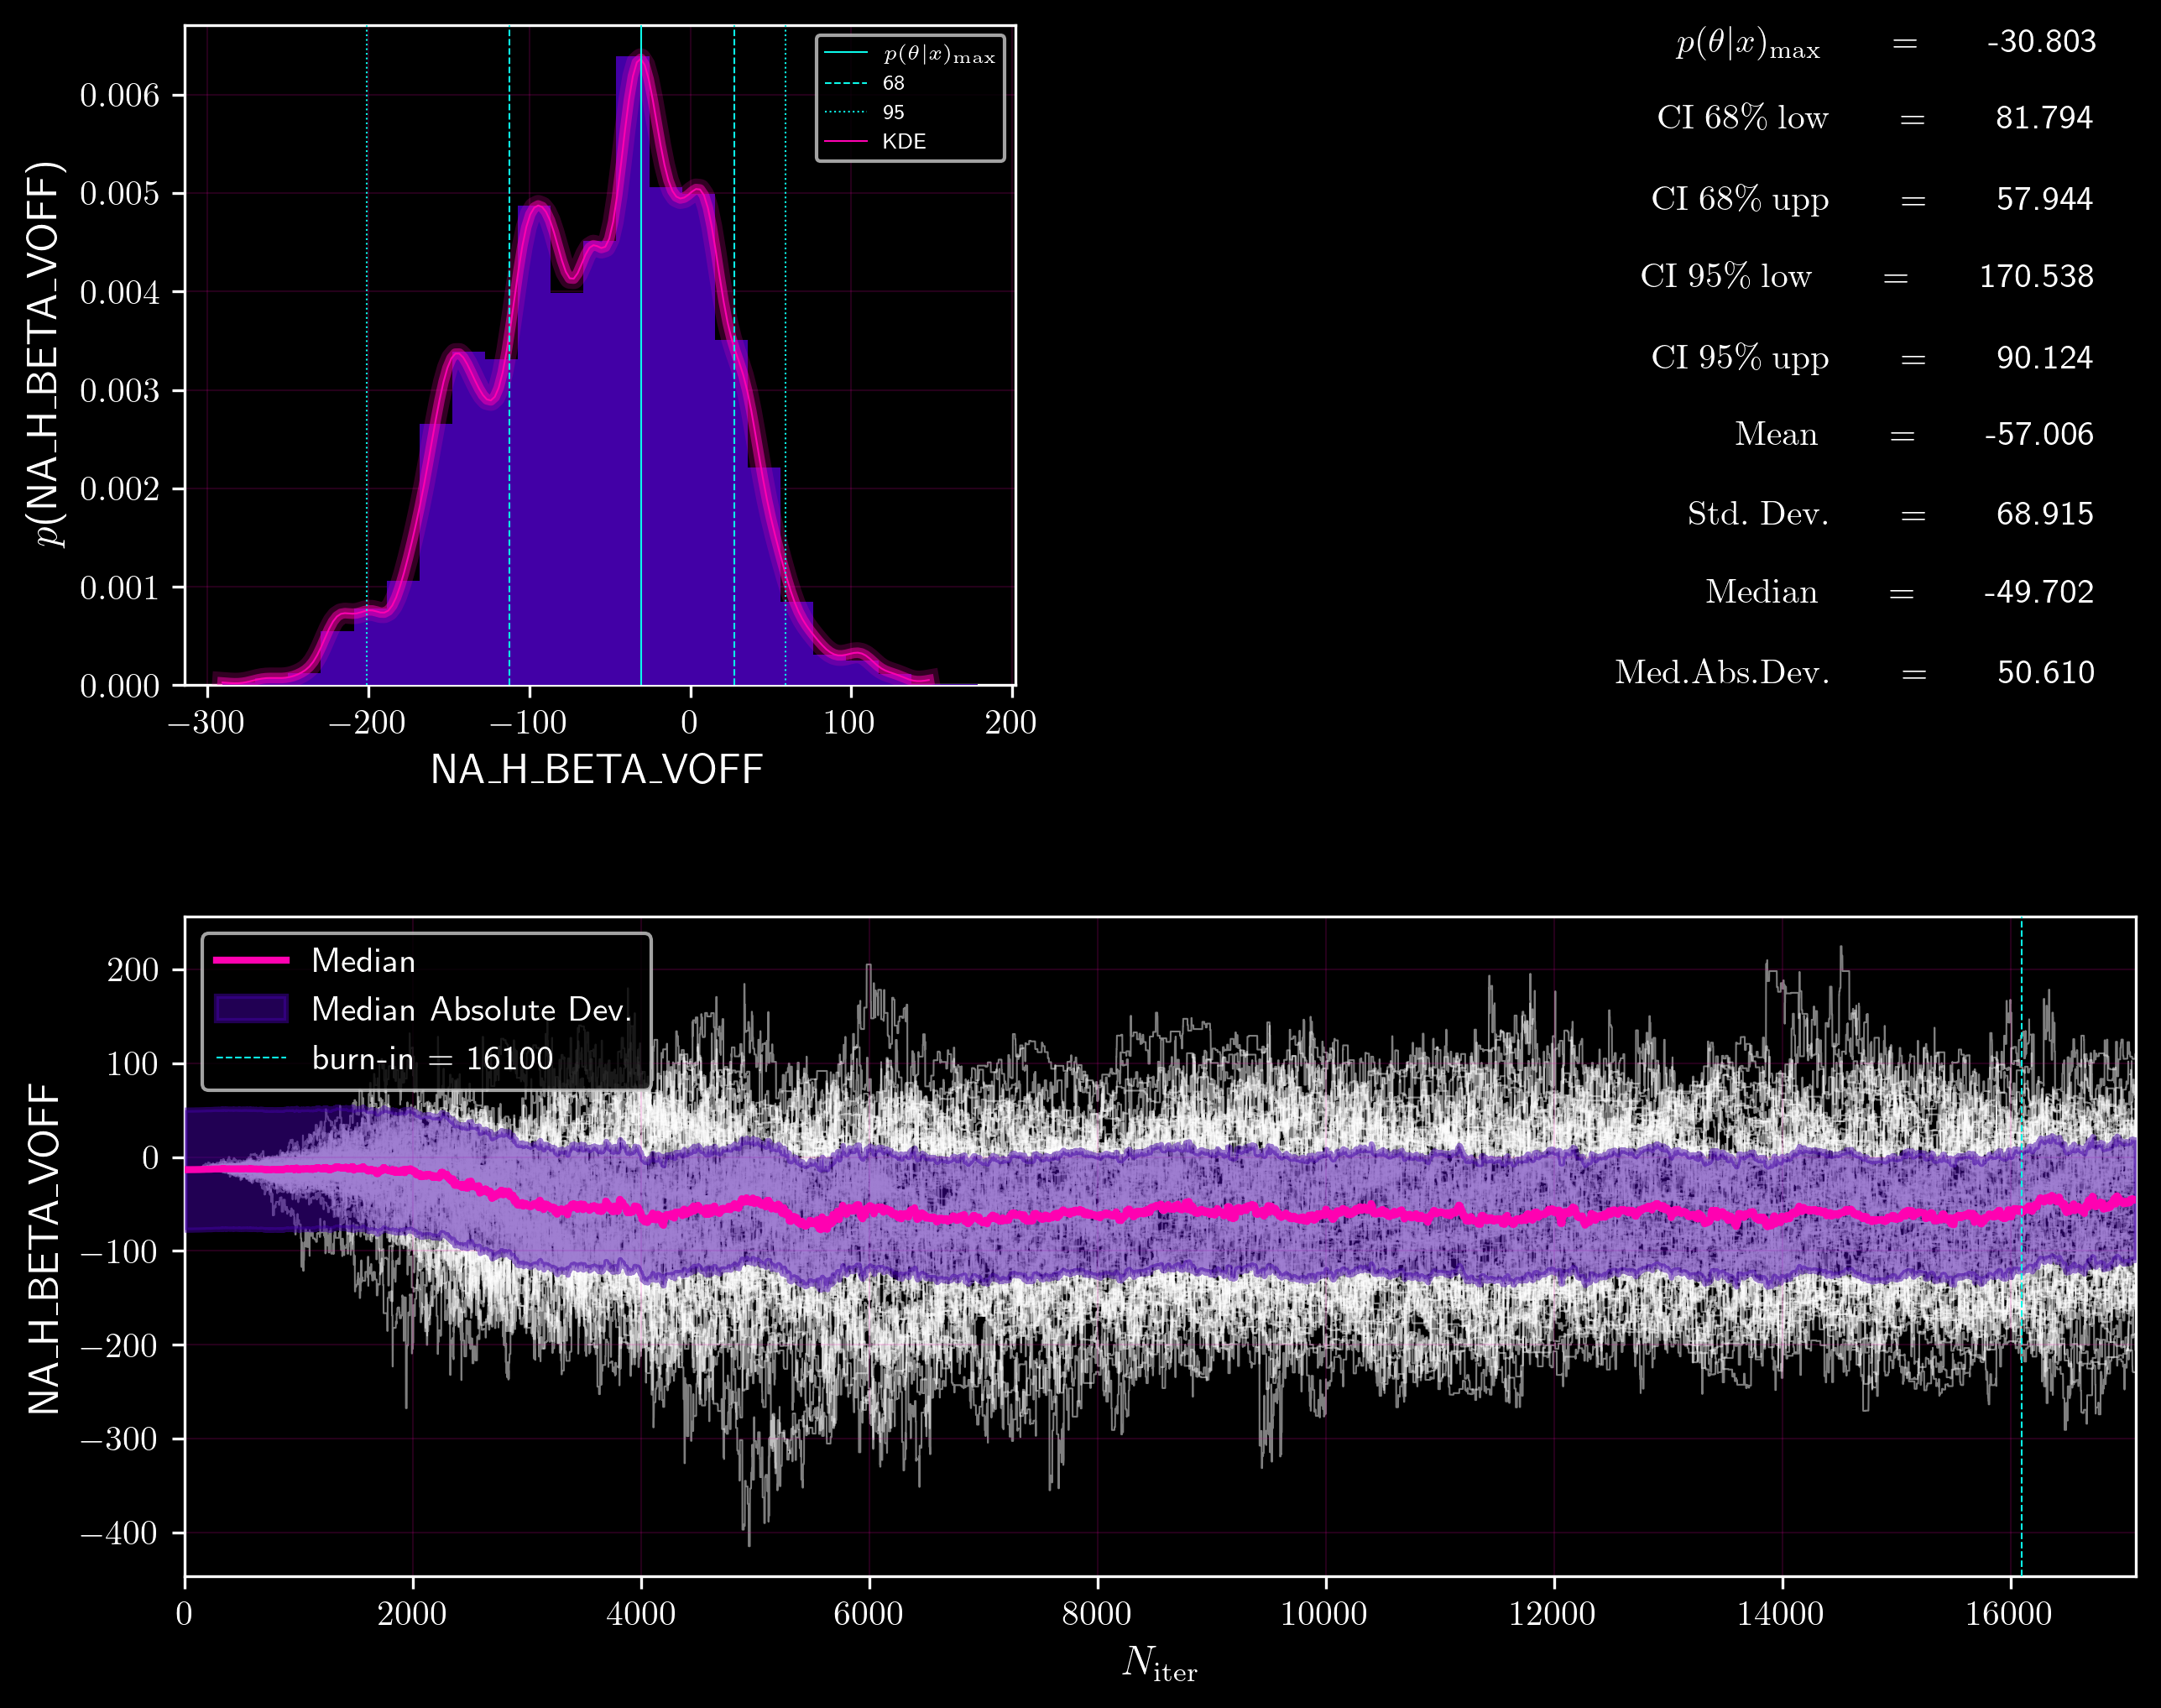 p(NA_H_BETA_VOFF)
0.006
0.005
0.004
0.003
0.002
0.001
0.000
−300 −200 −100 0 100 200
NA_H_BETA_VOFF
p(θ|x)max
68
95
KDE
p(θ|x)max = -30.803
CI 68% low = 81.794
CI 68% upp = 57.944
CI 95% low = 170.538
CI 95% upp = 90.124
Mean = -57.006
Std. Dev. = 68.915
Median = -49.702
Med.Abs.Dev. = 50.610
NA_H_BETA_VOFF
200
100
0
−100
−200
−300
−400
Median
Median Absolute Dev.
burn-in = 16100
0 2000 4000 6000 8000 10000 12000 14000 16000
Niter